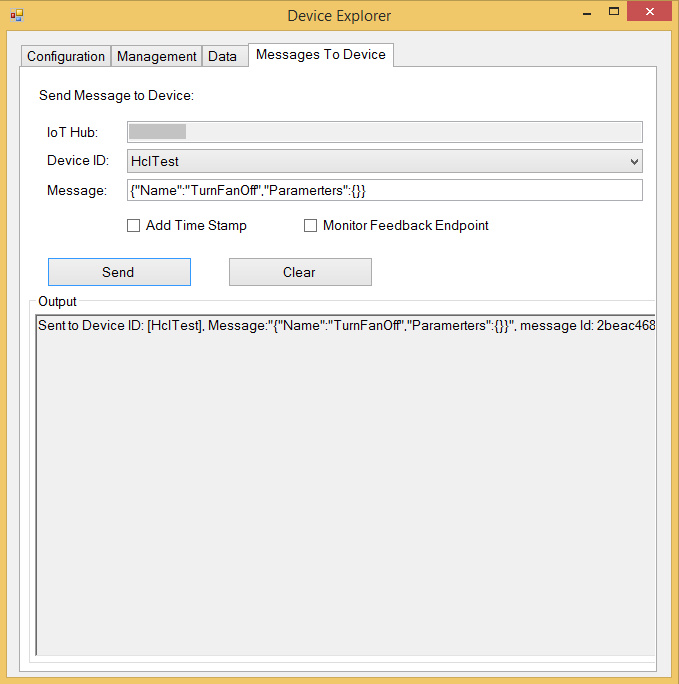 Device Explorer
Configuration Management Data Messages To Device
Send Message to Device:
IoT Hub:
Device ID: HclTest
Message: {"Name":"TurnFanOff","Paramerters":{}}
Add Time Stamp Monitor Feedback Endpoint
Send Clear
Output
Sent to Device ID: [HclTest], Message:"{"Name":"TurnFanOff","Paramerters":{}}", message Id: 2beac468